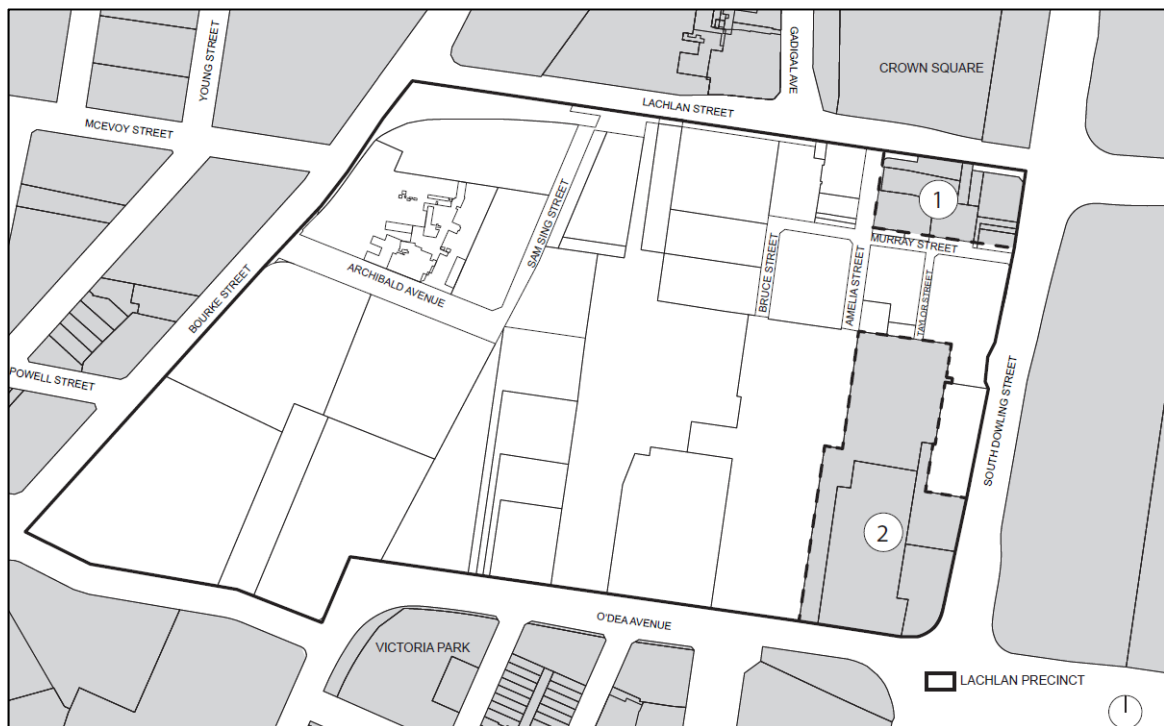 YOUNG STREET
GADIGAL AVE
CROWN SQUARE
LACHLAN STREET
MCEVOY STREET
1
SAM SING STREET
MURRAY STREET
BRUCE STREET
AMELIA STREET
TAYLOR STREET
ARCHIBALD AVENUE
BOURKE STREET
POWELL STREET
SOUTH DOWLING STREET
2
O'DEA AVENUE
VICTORIA PARK
LACHLAN PRECINCT